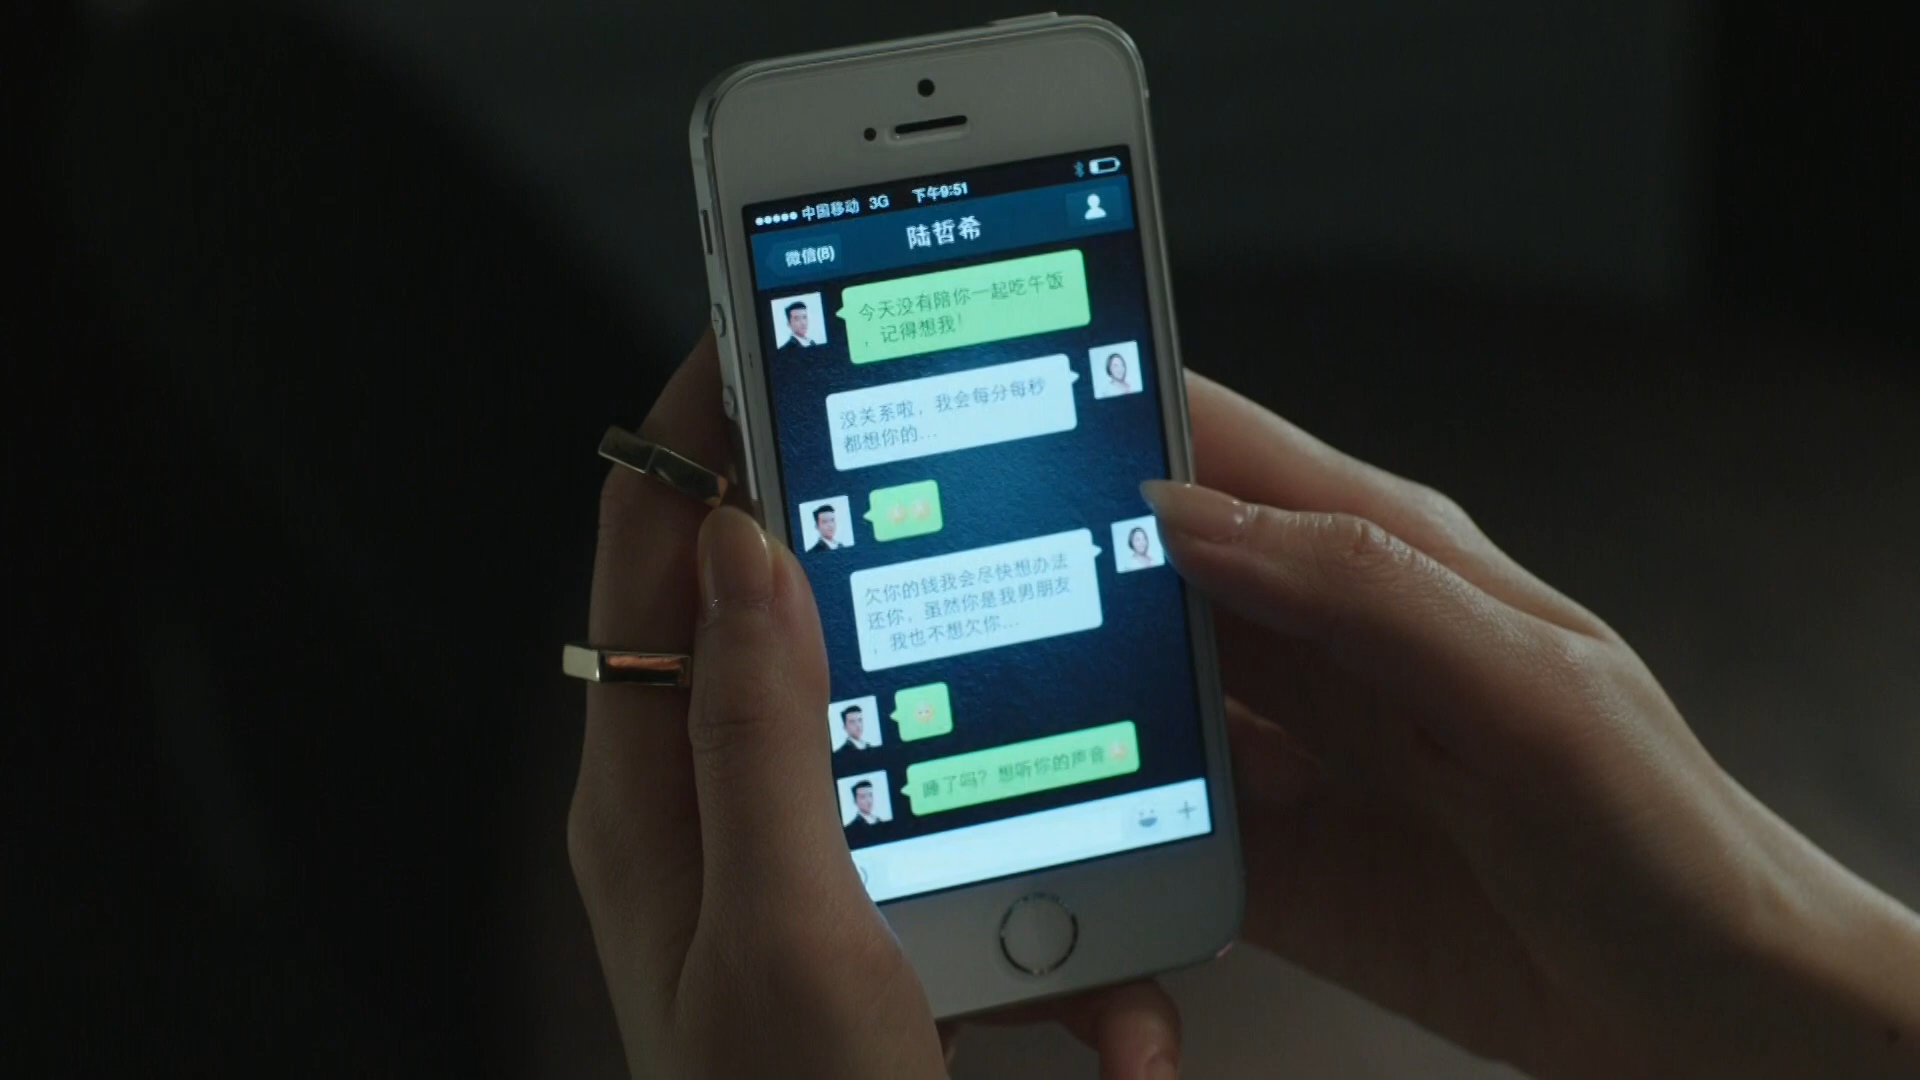 中国移动 3G 下午9:51
微信(8) 陆哲希
今天没有陪你一起吃午饭
，记得想我！
没关系啦，我会每分每秒
都想你的...
欠你的钱我会尽快想办法
还你，虽然你是我男朋友
，我也不想欠你...
睡了吗？想听你的声音